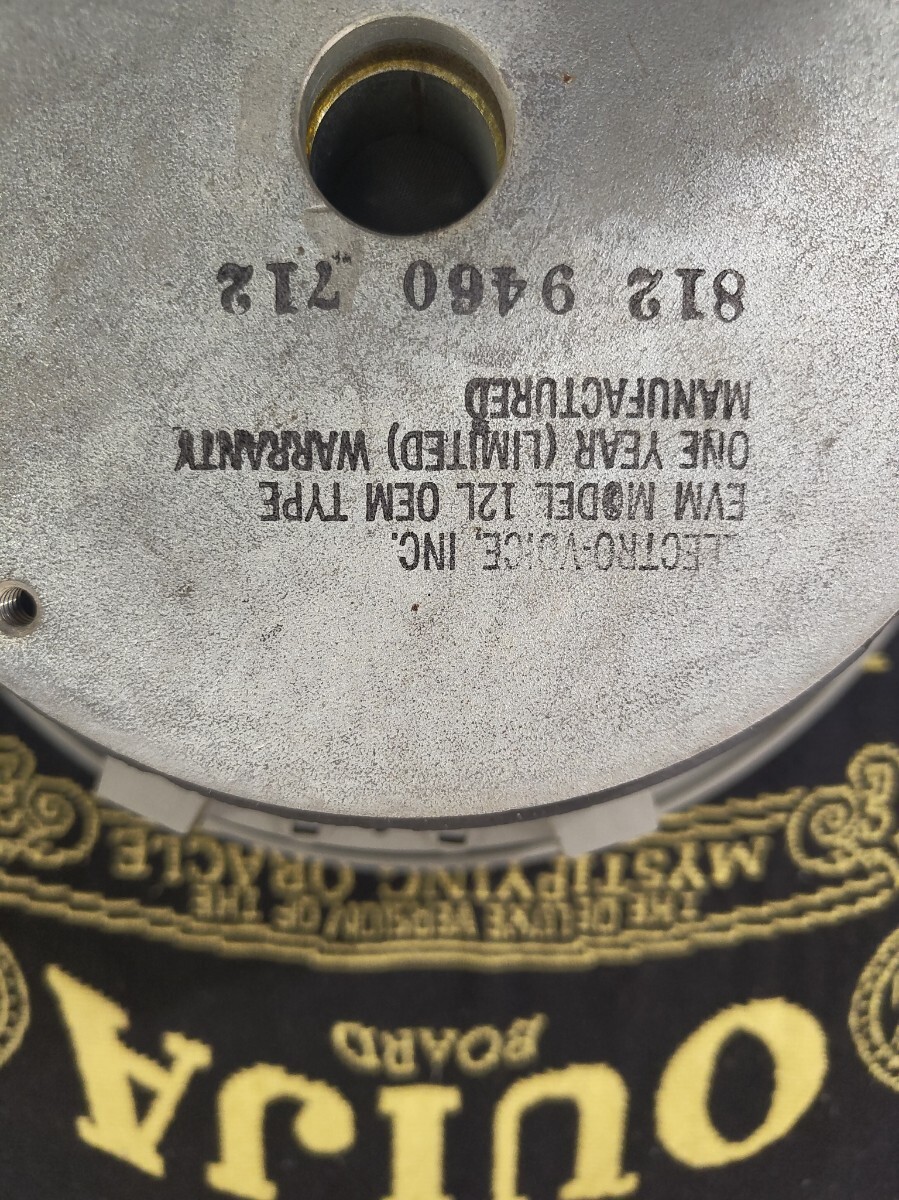 OUIJA
BOARD
THE DELUXE VERSION OF THE
MYSTIFYING ORACLE
ELECTRO-VOICE, INC.
EVM MODEL 12L OEM TYPE
ONE YEAR (LIMITED) WARRANTY
MANUFACTURED
812 9460 712